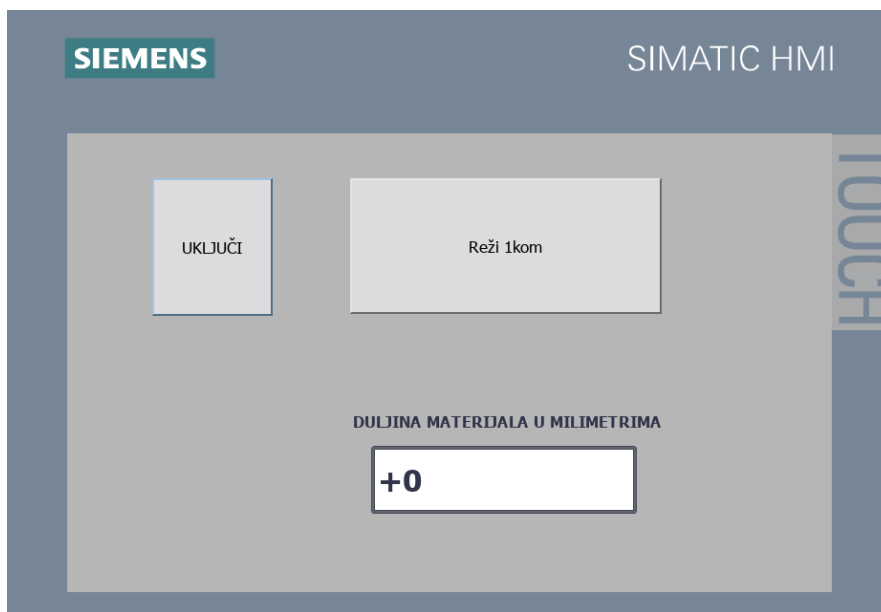 SIEMENS
SIMATIC HMI
TOUCH
UKLJUČI
Reži 1kom
DULJINA MATERIJALA U MILIMETRIMA
+0